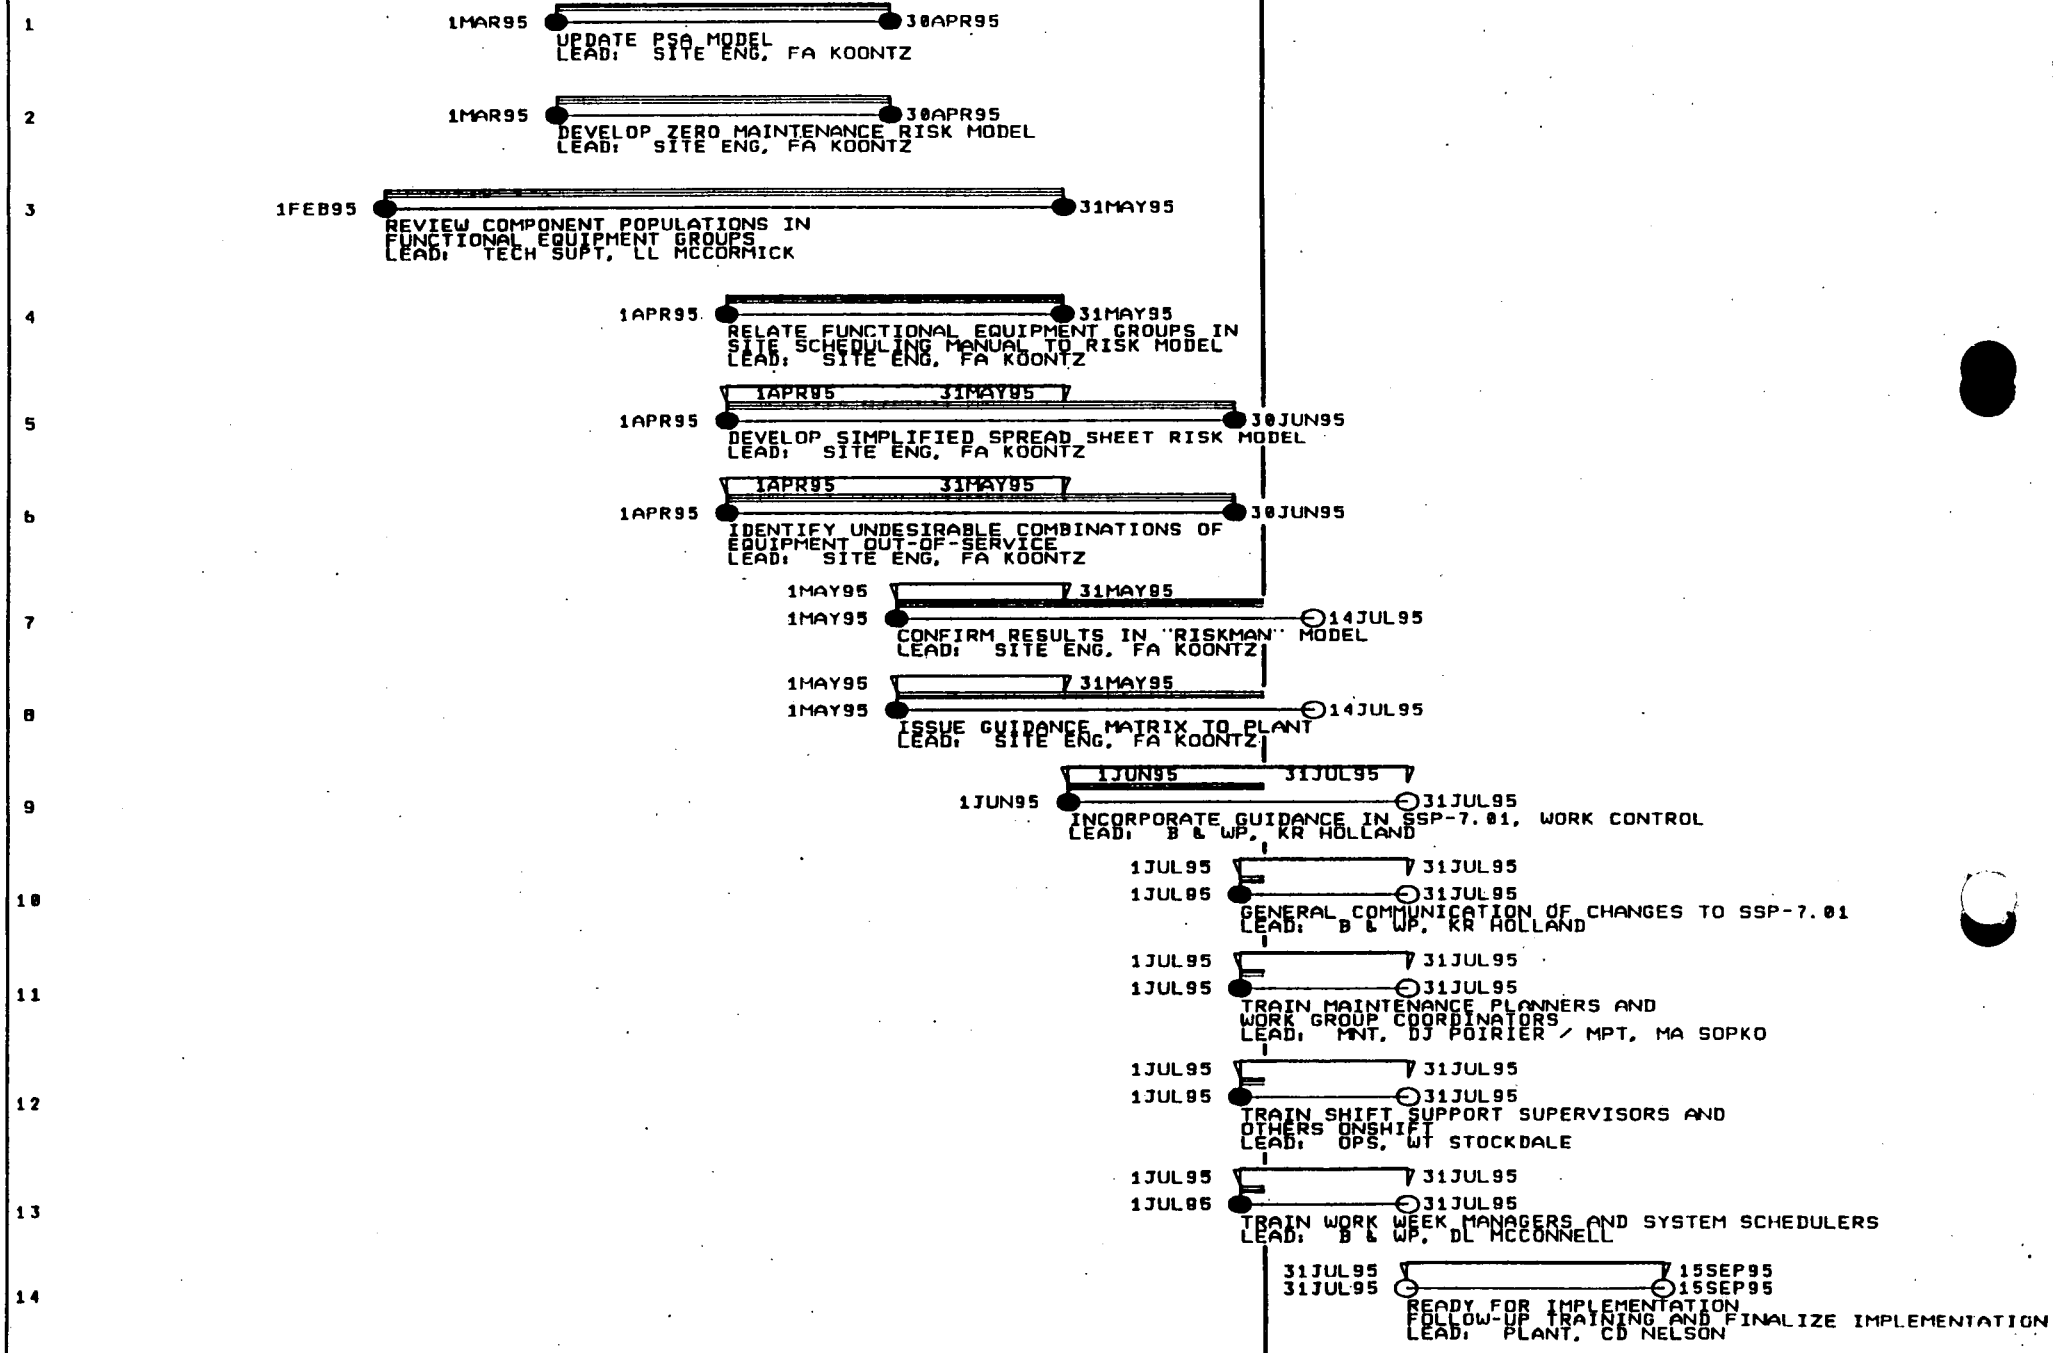 1
1MAR95 30APR95
UPDATE PSA MODEL
LEAD: SITE ENG, FA KOONTZ
2
1MAR95 30APR95
DEVELOP ZERO MAINTENANCE RISK MODEL
LEAD: SITE ENG, FA KOONTZ
3
1FEB95 31MAY95
REVIEW COMPONENT POPULATIONS IN
FUNCTIONAL EQUIPMENT GROUPS
LEAD: TECH SUPT, LL MCCORMICK
4
1APR95 31MAY95
RELATE FUNCTIONAL EQUIPMENT GROUPS IN
SITE SCHEDULING MANUAL TO RISK MODEL
LEAD: SITE ENG, FA KOONTZ
1APR95 31MAY95
5
1APR95 30JUN95
DEVELOP SIMPLIFIED SPREAD SHEET RISK MODEL
LEAD: SITE ENG, FA KOONTZ
1APR95 31MAY95
6
1APR95 30JUN95
IDENTIFY UNDESIRABLE COMBINATIONS OF
EQUIPMENT OUT-OF-SERVICE
LEAD: SITE ENG, FA KOONTZ
1MAY95 31MAY95
7
1MAY95 14JUL95
CONFIRM RESULTS IN "RISKMAN" MODEL
LEAD: SITE ENG, FA KOONTZ
1MAY95 31MAY95
8
1MAY95 14JUL95
ISSUE GUIDANCE MATRIX TO PLANT
LEAD: SITE ENG, FA KOONTZ
1JUN95 31JUL95
9
1JUN95 31JUL95
INCORPORATE GUIDANCE IN SSP-7.01, WORK CONTROL
LEAD: B & WP, KR HOLLAND
1JUL95 31JUL95
10
1JUL95 31JUL95
GENERAL COMMUNICATION OF CHANGES TO SSP-7.01
LEAD: B & WP, KR HOLLAND
1JUL95 31JUL95
11
1JUL95 31JUL95
TRAIN MAINTENANCE PLANNERS AND
WORK GROUP COORDINATORS
LEAD: MNT, DJ POIRIER / MPT, MA SOPKO
1JUL95 31JUL95
12
1JUL95 31JUL95
TRAIN SHIFT SUPPORT SUPERVISORS AND
OTHERS ONSHIFT
LEAD: OPS, WT STOCKDALE
1JUL95 31JUL95
13
1JUL95 31JUL95
TRAIN WORK WEEK MANAGERS AND SYSTEM SCHEDULERS
LEAD: B & WP, DL MCCONNELL
31JUL95 15SEP95
14
31JUL95 15SEP95
READY FOR IMPLEMENTATION
FOLLOW-UP TRAINING AND FINALIZE IMPLEMENTATION
LEAD: PLANT, CD NELSON